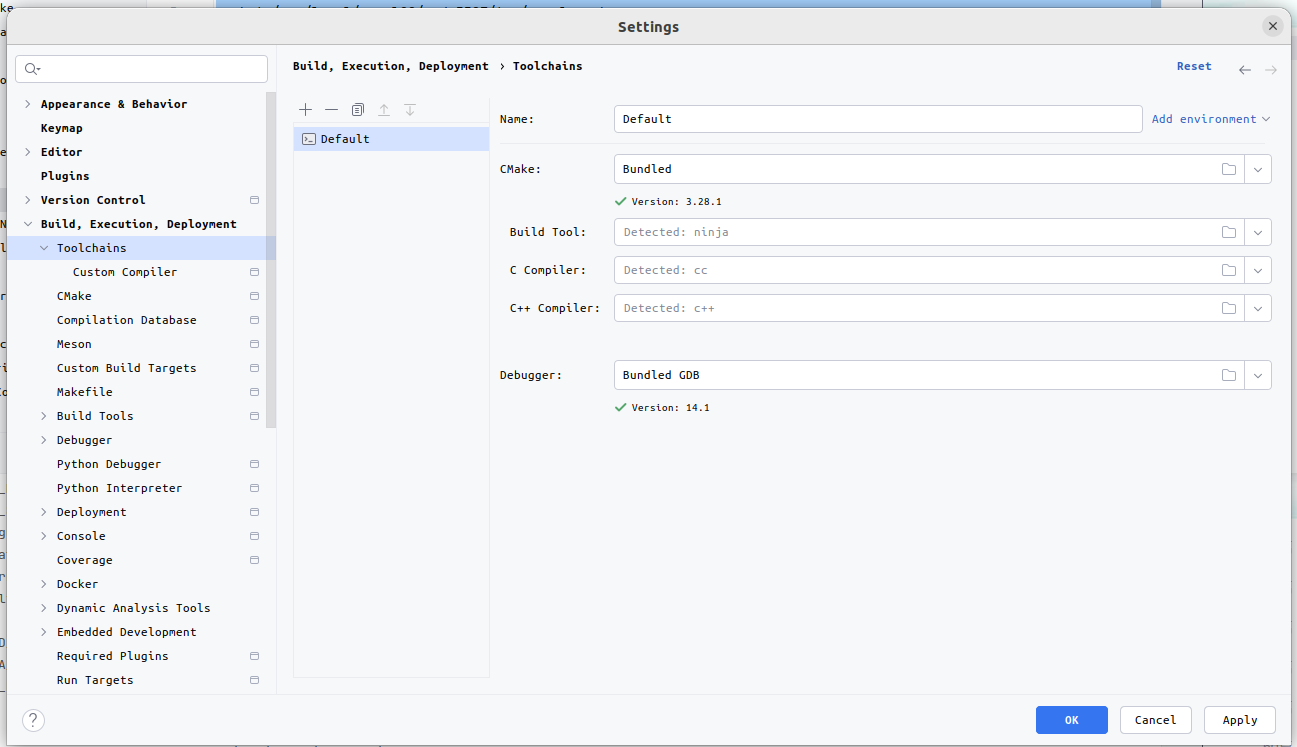 Settings
Build, Execution, Deployment › Toolchains
Reset
Appearance & Behavior
Keymap
Editor
Plugins
Version Control
Build, Execution, Deployment
Toolchains
Custom Compiler
CMake
Compilation Database
Meson
Custom Build Targets
Makefile
Build Tools
Debugger
Python Debugger
Python Interpreter
Deployment
Console
Coverage
Docker
Dynamic Analysis Tools
Embedded Development
Required Plugins
Run Targets
Default
Name: Default Add environment
CMake: Bundled
Version: 3.28.1
Build Tool: Detected: ninja
C Compiler: Detected: cc
C++ Compiler: Detected: c++
Debugger: Bundled GDB
Version: 14.1
? OK Cancel Apply